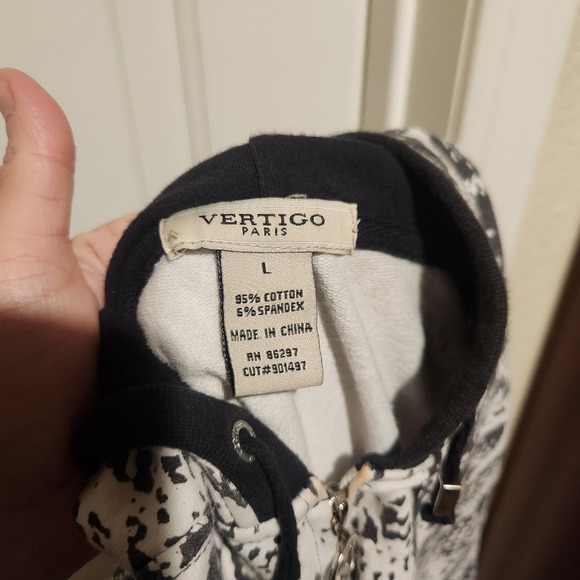 VERTIGO
PARIS
L
95% COTTON
5% SPANDEX
MADE IN CHINA
RN 86297
CUT#901497